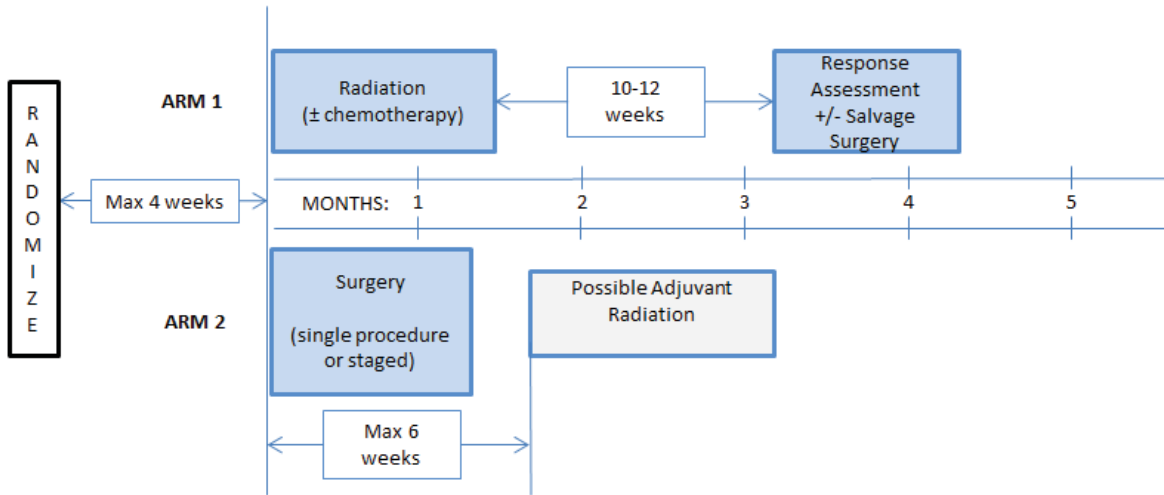 R
A
N
D
O
M
I
Z
E
Max 4 weeks
ARM 1
Radiation
(± chemotherapy)
10-12
weeks
Response
Assessment
+/- Salvage
Surgery
MONTHS: 1 2 3 4 5
ARM 2
Surgery
(single procedure
or staged)
Possible Adjuvant
Radiation
Max 6
weeks